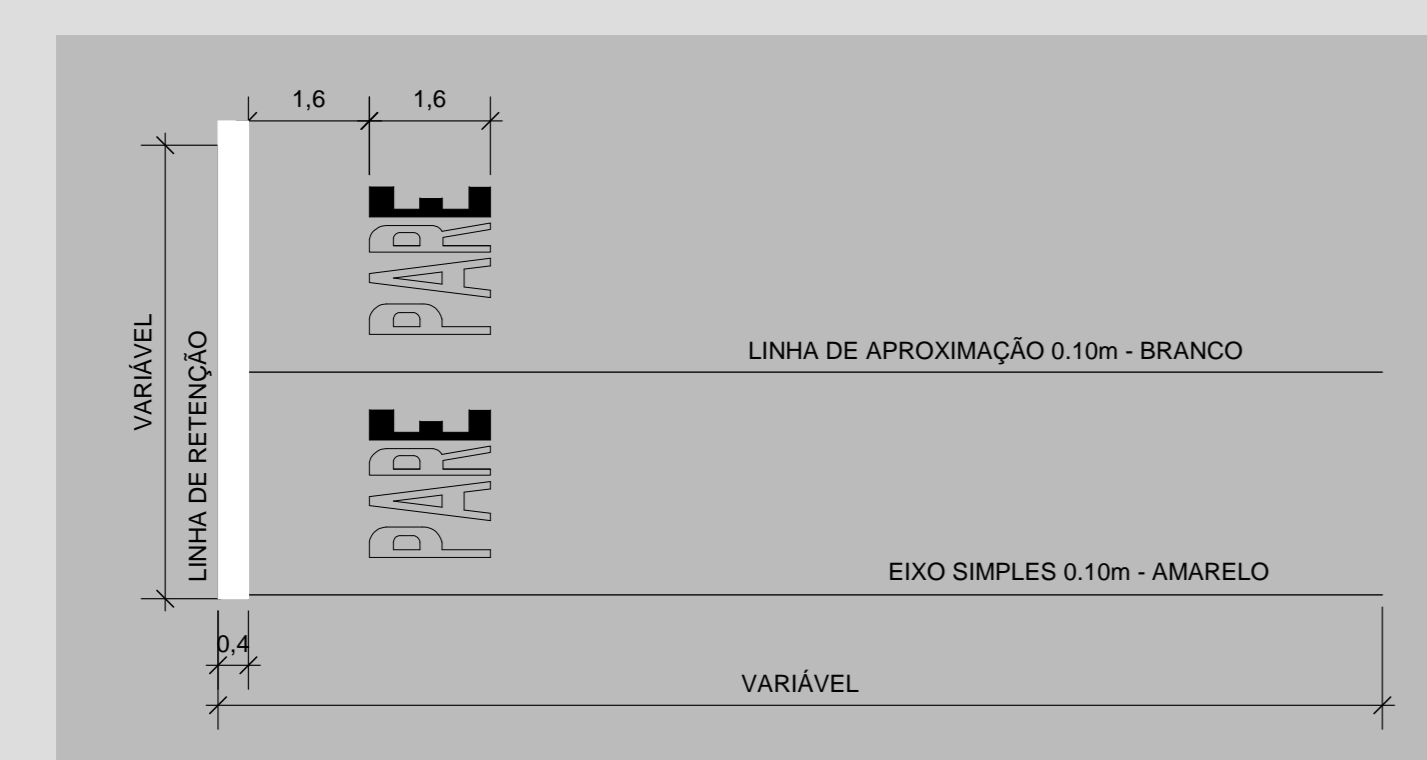 1,6
1,6
PARE
VARIÁVEL
LINHA DE RETENÇÃO
LINHA DE APROXIMAÇÃO 0.10m - BRANCO
PARE
EIXO SIMPLES 0.10m - AMARELO
0,4
VARIÁVEL